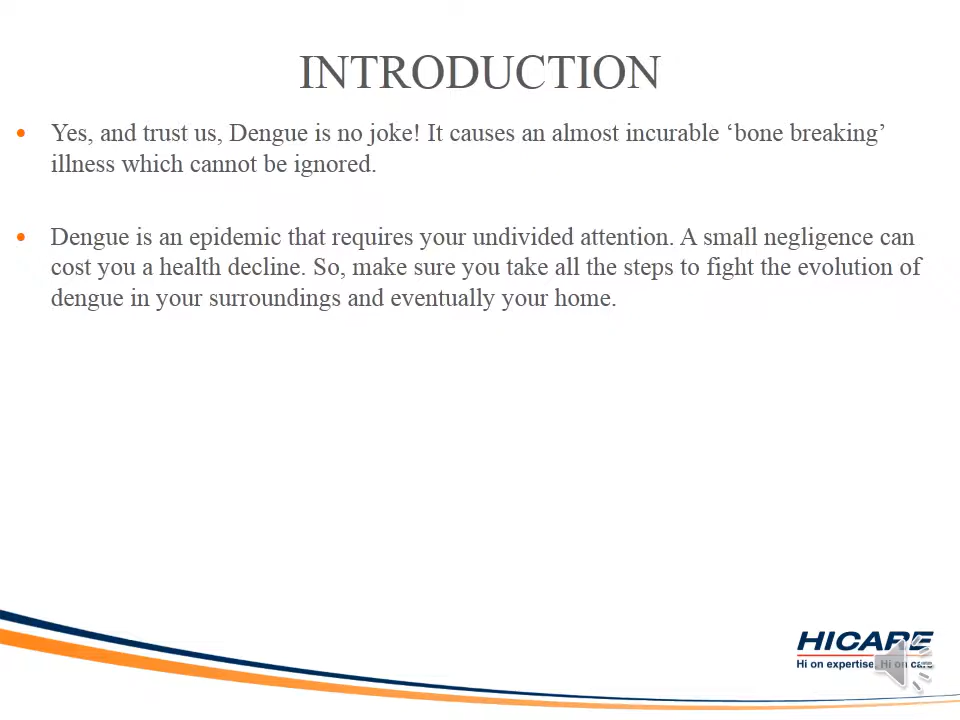 INTRODUCTION
Yes, and trust us, Dengue is no joke! It causes an almost incurable ‘bone breaking’
illness which cannot be ignored.
Dengue is an epidemic that requires your undivided attention. A small negligence can
cost you a health decline. So, make sure you take all the steps to fight the evolution of
dengue in your surroundings and eventually your home.
HICARE
Hi on expertise. Hi on care